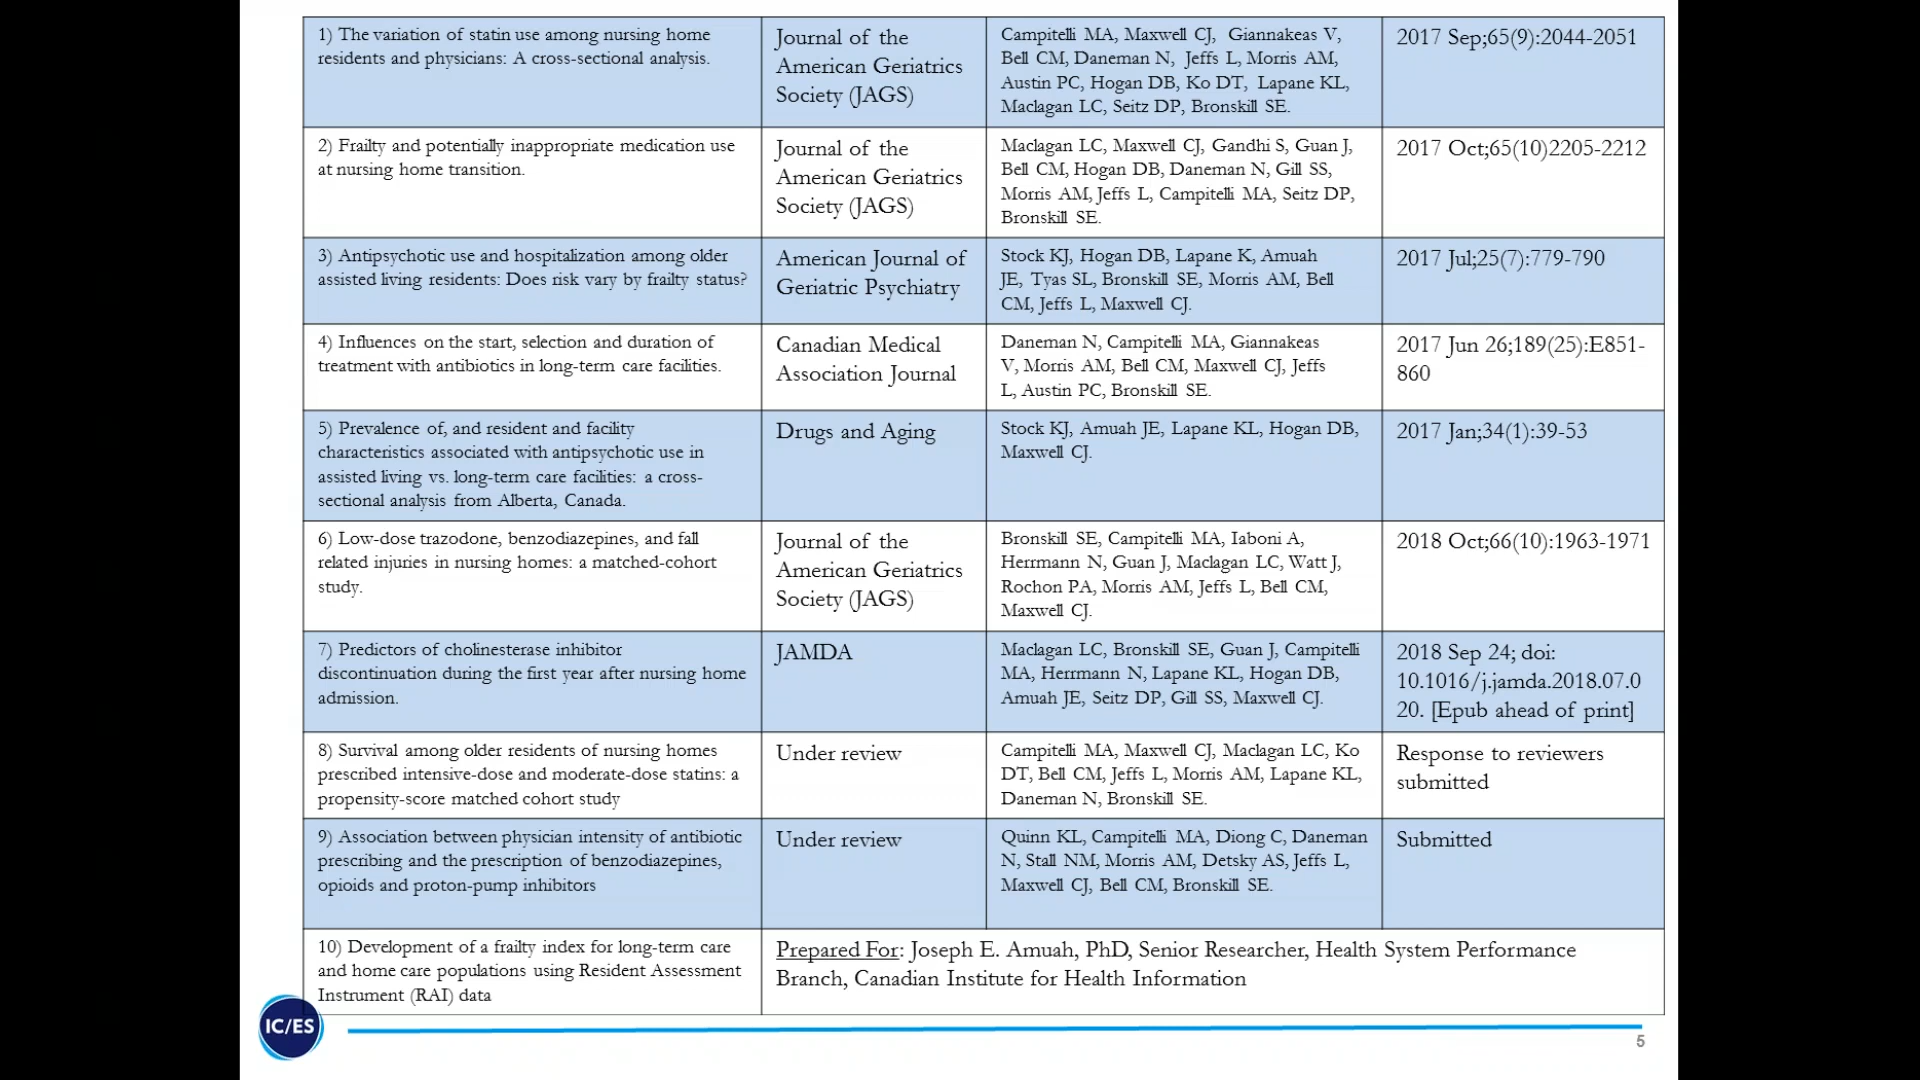 1) The variation of statin use among nursing home
residents and physicians: A cross-sectional analysis.
Journal of the
American Geriatrics
Society (JAGS)
Campitelli MA, Maxwell CJ, Giannakeas V,
Bell CM, Daneman N, Jeffs L, Morris AM,
Austin PC, Hogan DB, Ko DT, Lapane KL,
Maclagan LC, Seitz DP, Bronskill SE.
2017 Sep;65(9):2044-2051
2) Frailty and potentially inappropriate medication use
at nursing home transition.
Journal of the
American Geriatrics
Society (JAGS)
Maclagan LC, Maxwell CJ, Gandhi S, Guan J,
Bell CM, Hogan DB, Daneman N, Gill SS,
Morris AM, Jeffs L, Campitelli MA, Seitz DP,
Bronskill SE.
2017 Oct;65(10)2205-2212
3) Antipsychotic use and hospitalization among older
assisted living residents: Does risk vary by frailty status?
American Journal of
Geriatric Psychiatry
Stock KJ, Hogan DB, Lapane K, Amuah
JE, Tyas SL, Bronskill SE, Morris AM, Bell
CM, Jeffs L, Maxwell CJ.
2017 Jul;25(7):779-790
4) Influences on the start, selection and duration of
treatment with antibiotics in long-term care facilities.
Canadian Medical
Association Journal
Daneman N, Campitelli MA, Giannakeas
V, Morris AM, Bell CM, Maxwell CJ, Jeffs
L, Austin PC, Bronskill SE.
2017 Jun 26;189(25):E851-
860
5) Prevalence of, and resident and facility
characteristics associated with antipsychotic use in
assisted living vs. long-term care facilities: a cross-
sectional analysis from Alberta, Canada.
Drugs and Aging
Stock KJ, Amuah JE, Lapane KL, Hogan DB,
Maxwell CJ.
2017 Jan;34(1):39-53
6) Low-dose trazodone, benzodiazepines, and fall
related injuries in nursing homes: a matched-cohort
study.
Journal of the
American Geriatrics
Society (JAGS)
Bronskill SE, Campitelli MA, Iaboni A,
Herrmann N, Guan J, Maclagan LC, Watt J,
Rochon PA, Morris AM, Jeffs L, Bell CM,
Maxwell CJ.
2018 Oct;66(10):1963-1971
7) Predictors of cholinesterase inhibitor
discontinuation during the first year after nursing home
admission.
JAMDA
Maclagan LC, Bronskill SE, Guan J, Campitelli
MA, Herrmann N, Lapane KL, Hogan DB,
Amuah JE, Seitz DP, Gill SS, Maxwell CJ.
2018 Sep 24; doi:
10.1016/j.jamda.2018.07.0
20. [Epub ahead of print]
8) Survival among older residents of nursing homes
prescribed intensive-dose and moderate-dose statins: a
propensity-score matched cohort study
Under review
Campitelli MA, Maxwell CJ, Maclagan LC, Ko
DT, Bell CM, Jeffs L, Morris AM, Lapane KL,
Daneman N, Bronskill SE.
Response to reviewers
submitted
9) Association between physician intensity of antibiotic
prescribing and the prescription of benzodiazepines,
opioids and proton-pump inhibitors
Under review
Quinn KL, Campitelli MA, Diong C, Daneman
N, Stall NM, Morris AM, Detsky AS, Jeffs L,
Maxwell CJ, Bell CM, Bronskill SE.
Submitted
10) Development of a frailty index for long-term care
and home care populations using Resident Assessment
Instrument (RAI) data
Prepared For: Joseph E. Amuah, PhD, Senior Researcher, Health System Performance
Branch, Canadian Institute for Health Information
IC/ES
5